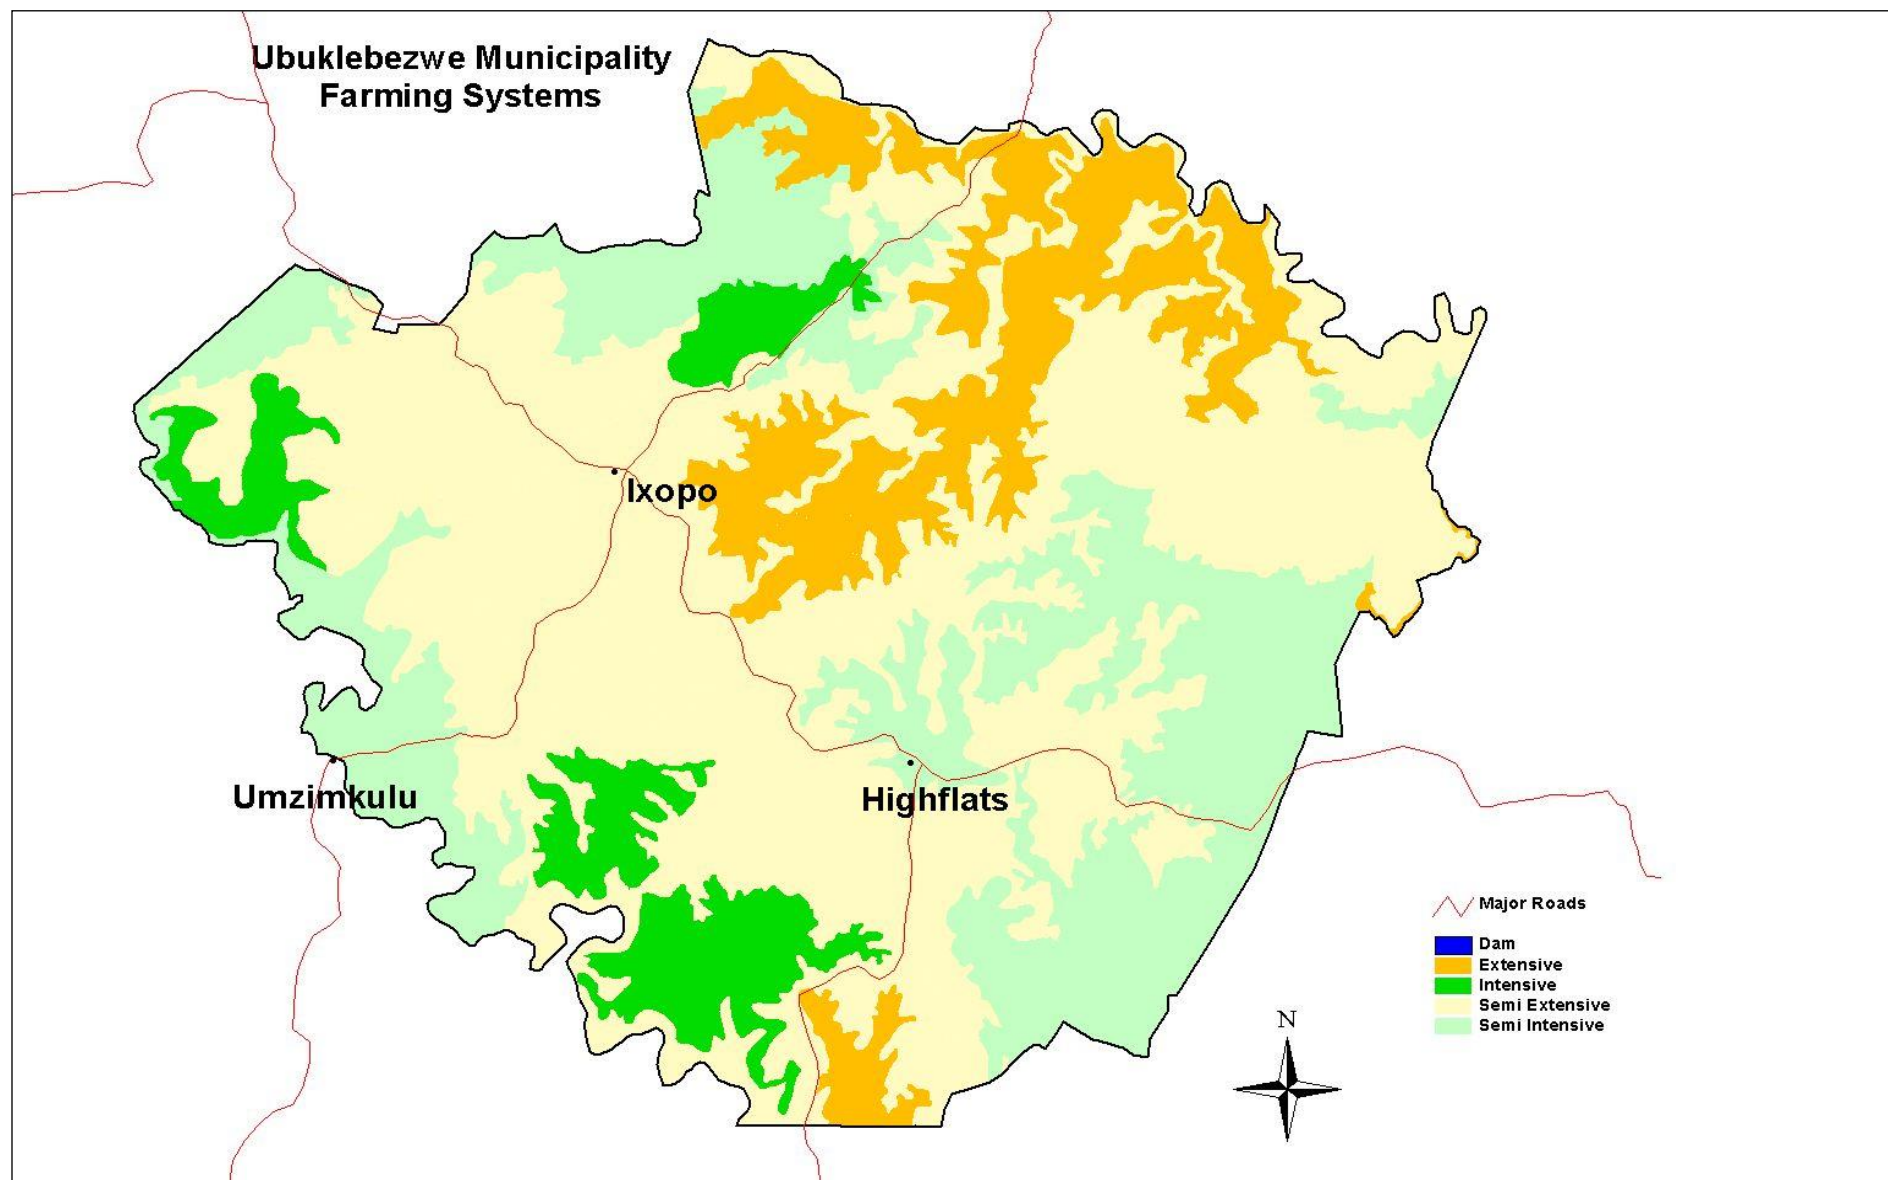 Ubuklebezwe Municipality
Farming Systems
Ixopo
Umzimkulu
Highflats
Major Roads
Dam
Extensive
Intensive
Semi Extensive
Semi Intensive
N